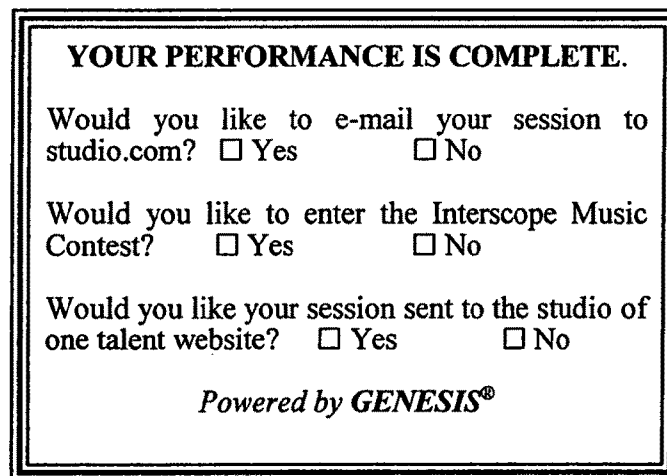 YOUR PERFORMANCE IS COMPLETE.
Would you like to e-mail your session to
studio.com? ☐ Yes ☐ No
Would you like to enter the Interscope Music
Contest? ☐ Yes ☐ No
Would you like your session sent to the studio of
one talent website? ☐ Yes ☐ No
Powered by GENESIS®